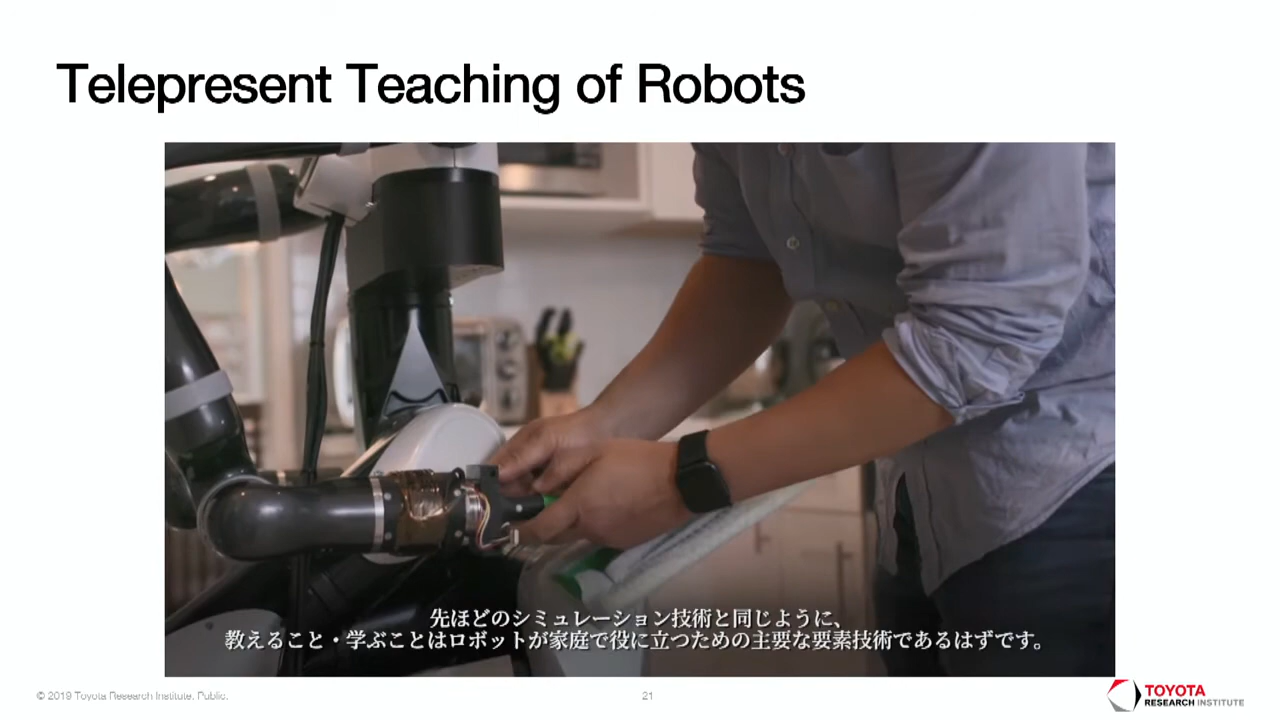 Telepresent Teaching of Robots
先ほどのシミュレーション技術と同じように、
教えること・学ぶことはロボットが家庭で役に立つための主要な要素技術であるはずです。
© 2019 Toyota Research Institute. Public.
21
TOYOTA
RESEARCH INSTITUTE